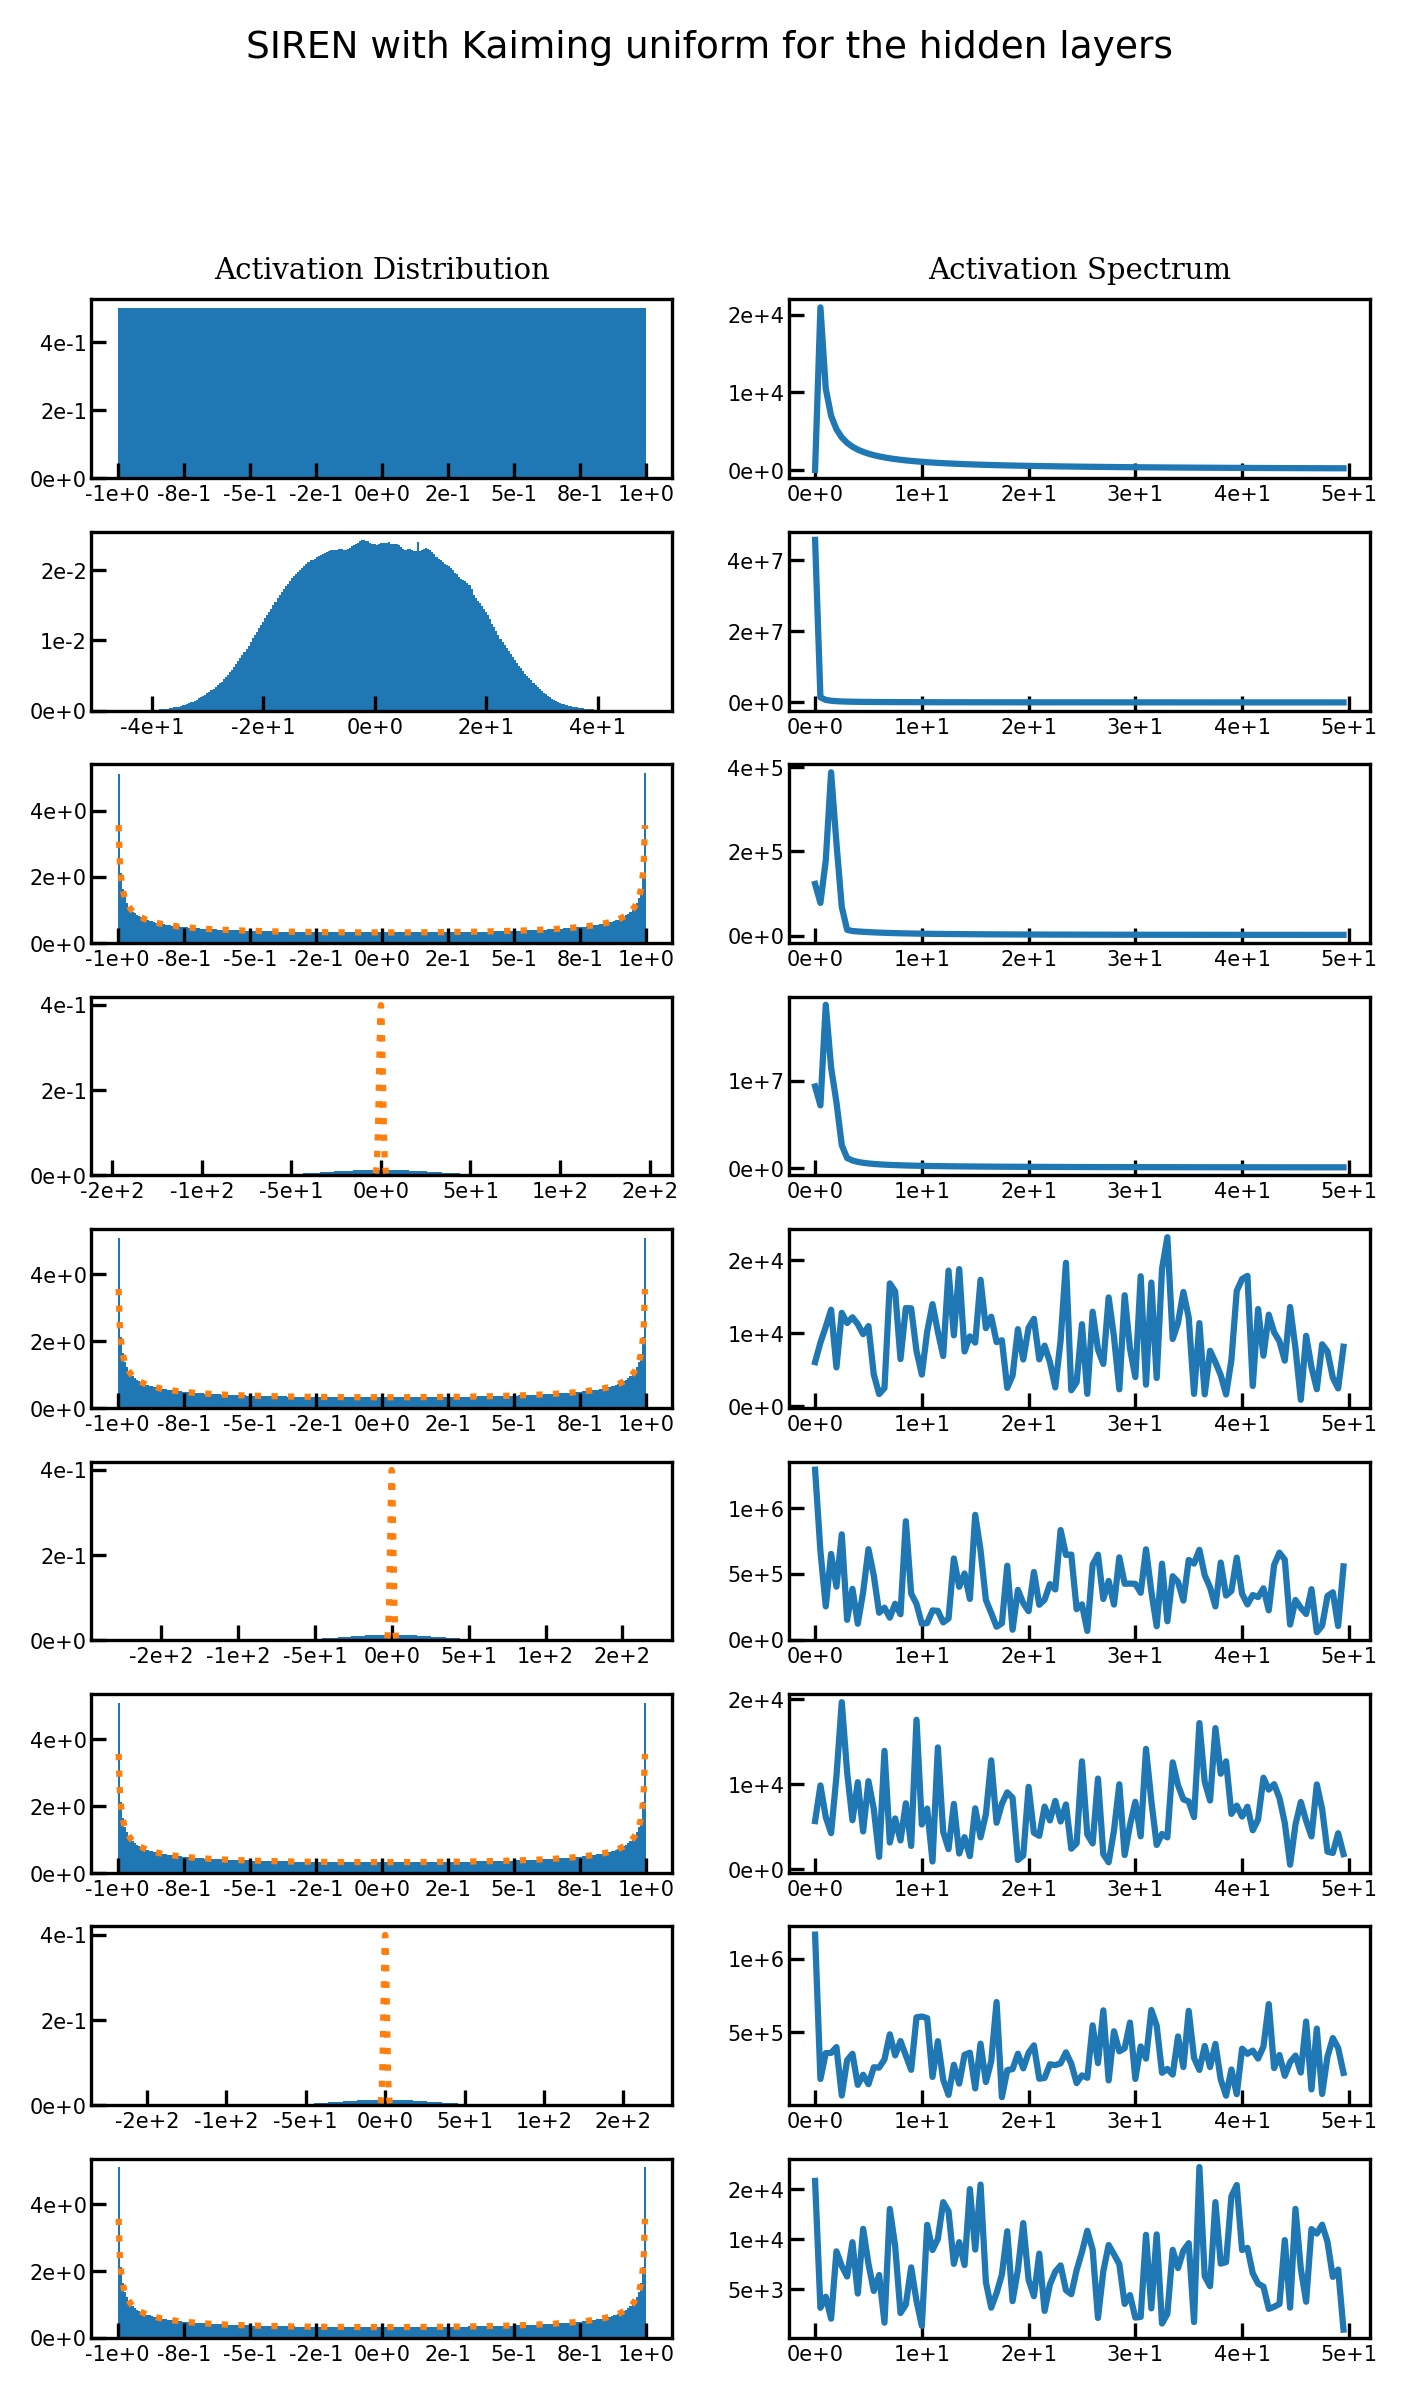 SIREN with Kaiming uniform for the hidden layers
Activation Distribution
Activation Spectrum
4e-1
2e-1
0e+0
-1e+0 -8e-1 -5e-1 -2e-1 0e+0 2e-1 5e-1 8e-1 1e+0
2e+4
1e+4
0e+0
0e+0 1e+1 2e+1 3e+1 4e+1 5e+1
2e-2
1e-2
0e+0
-4e+1 -2e+1 0e+0 2e+1 4e+1
4e+7
2e+7
0e+0
0e+0 1e+1 2e+1 3e+1 4e+1 5e+1
4e+0
2e+0
0e+0
-1e+0 -8e-1 -5e-1 -2e-1 0e+0 2e-1 5e-1 8e-1 1e+0
4e+5
2e+5
0e+0
0e+0 1e+1 2e+1 3e+1 4e+1 5e+1
4e-1
2e-1
0e+0
-2e+2 -1e+2 -5e+1 0e+0 5e+1 1e+2 2e+2
1e+7
0e+0
0e+0 1e+1 2e+1 3e+1 4e+1 5e+1
4e+0
2e+0
0e+0
-1e+0 -8e-1 -5e-1 -2e-1 0e+0 2e-1 5e-1 8e-1 1e+0
2e+4
1e+4
0e+0
0e+0 1e+1 2e+1 3e+1 4e+1 5e+1
4e-1
2e-1
0e+0
-2e+2 -1e+2 -5e+1 0e+0 5e+1 1e+2 2e+2
1e+6
5e+5
0e+0
0e+0 1e+1 2e+1 3e+1 4e+1 5e+1
4e+0
2e+0
0e+0
-1e+0 -8e-1 -5e-1 -2e-1 0e+0 2e-1 5e-1 8e-1 1e+0
2e+4
1e+4
0e+0
0e+0 1e+1 2e+1 3e+1 4e+1 5e+1
4e-1
2e-1
0e+0
-2e+2 -1e+2 -5e+1 0e+0 5e+1 1e+2 2e+2
1e+6
5e+5
0e+0 1e+1 2e+1 3e+1 4e+1 5e+1
4e+0
2e+0
0e+0
-1e+0 -8e-1 -5e-1 -2e-1 0e+0 2e-1 5e-1 8e-1 1e+0
2e+4
1e+4
5e+3
0e+0 1e+1 2e+1 3e+1 4e+1 5e+1